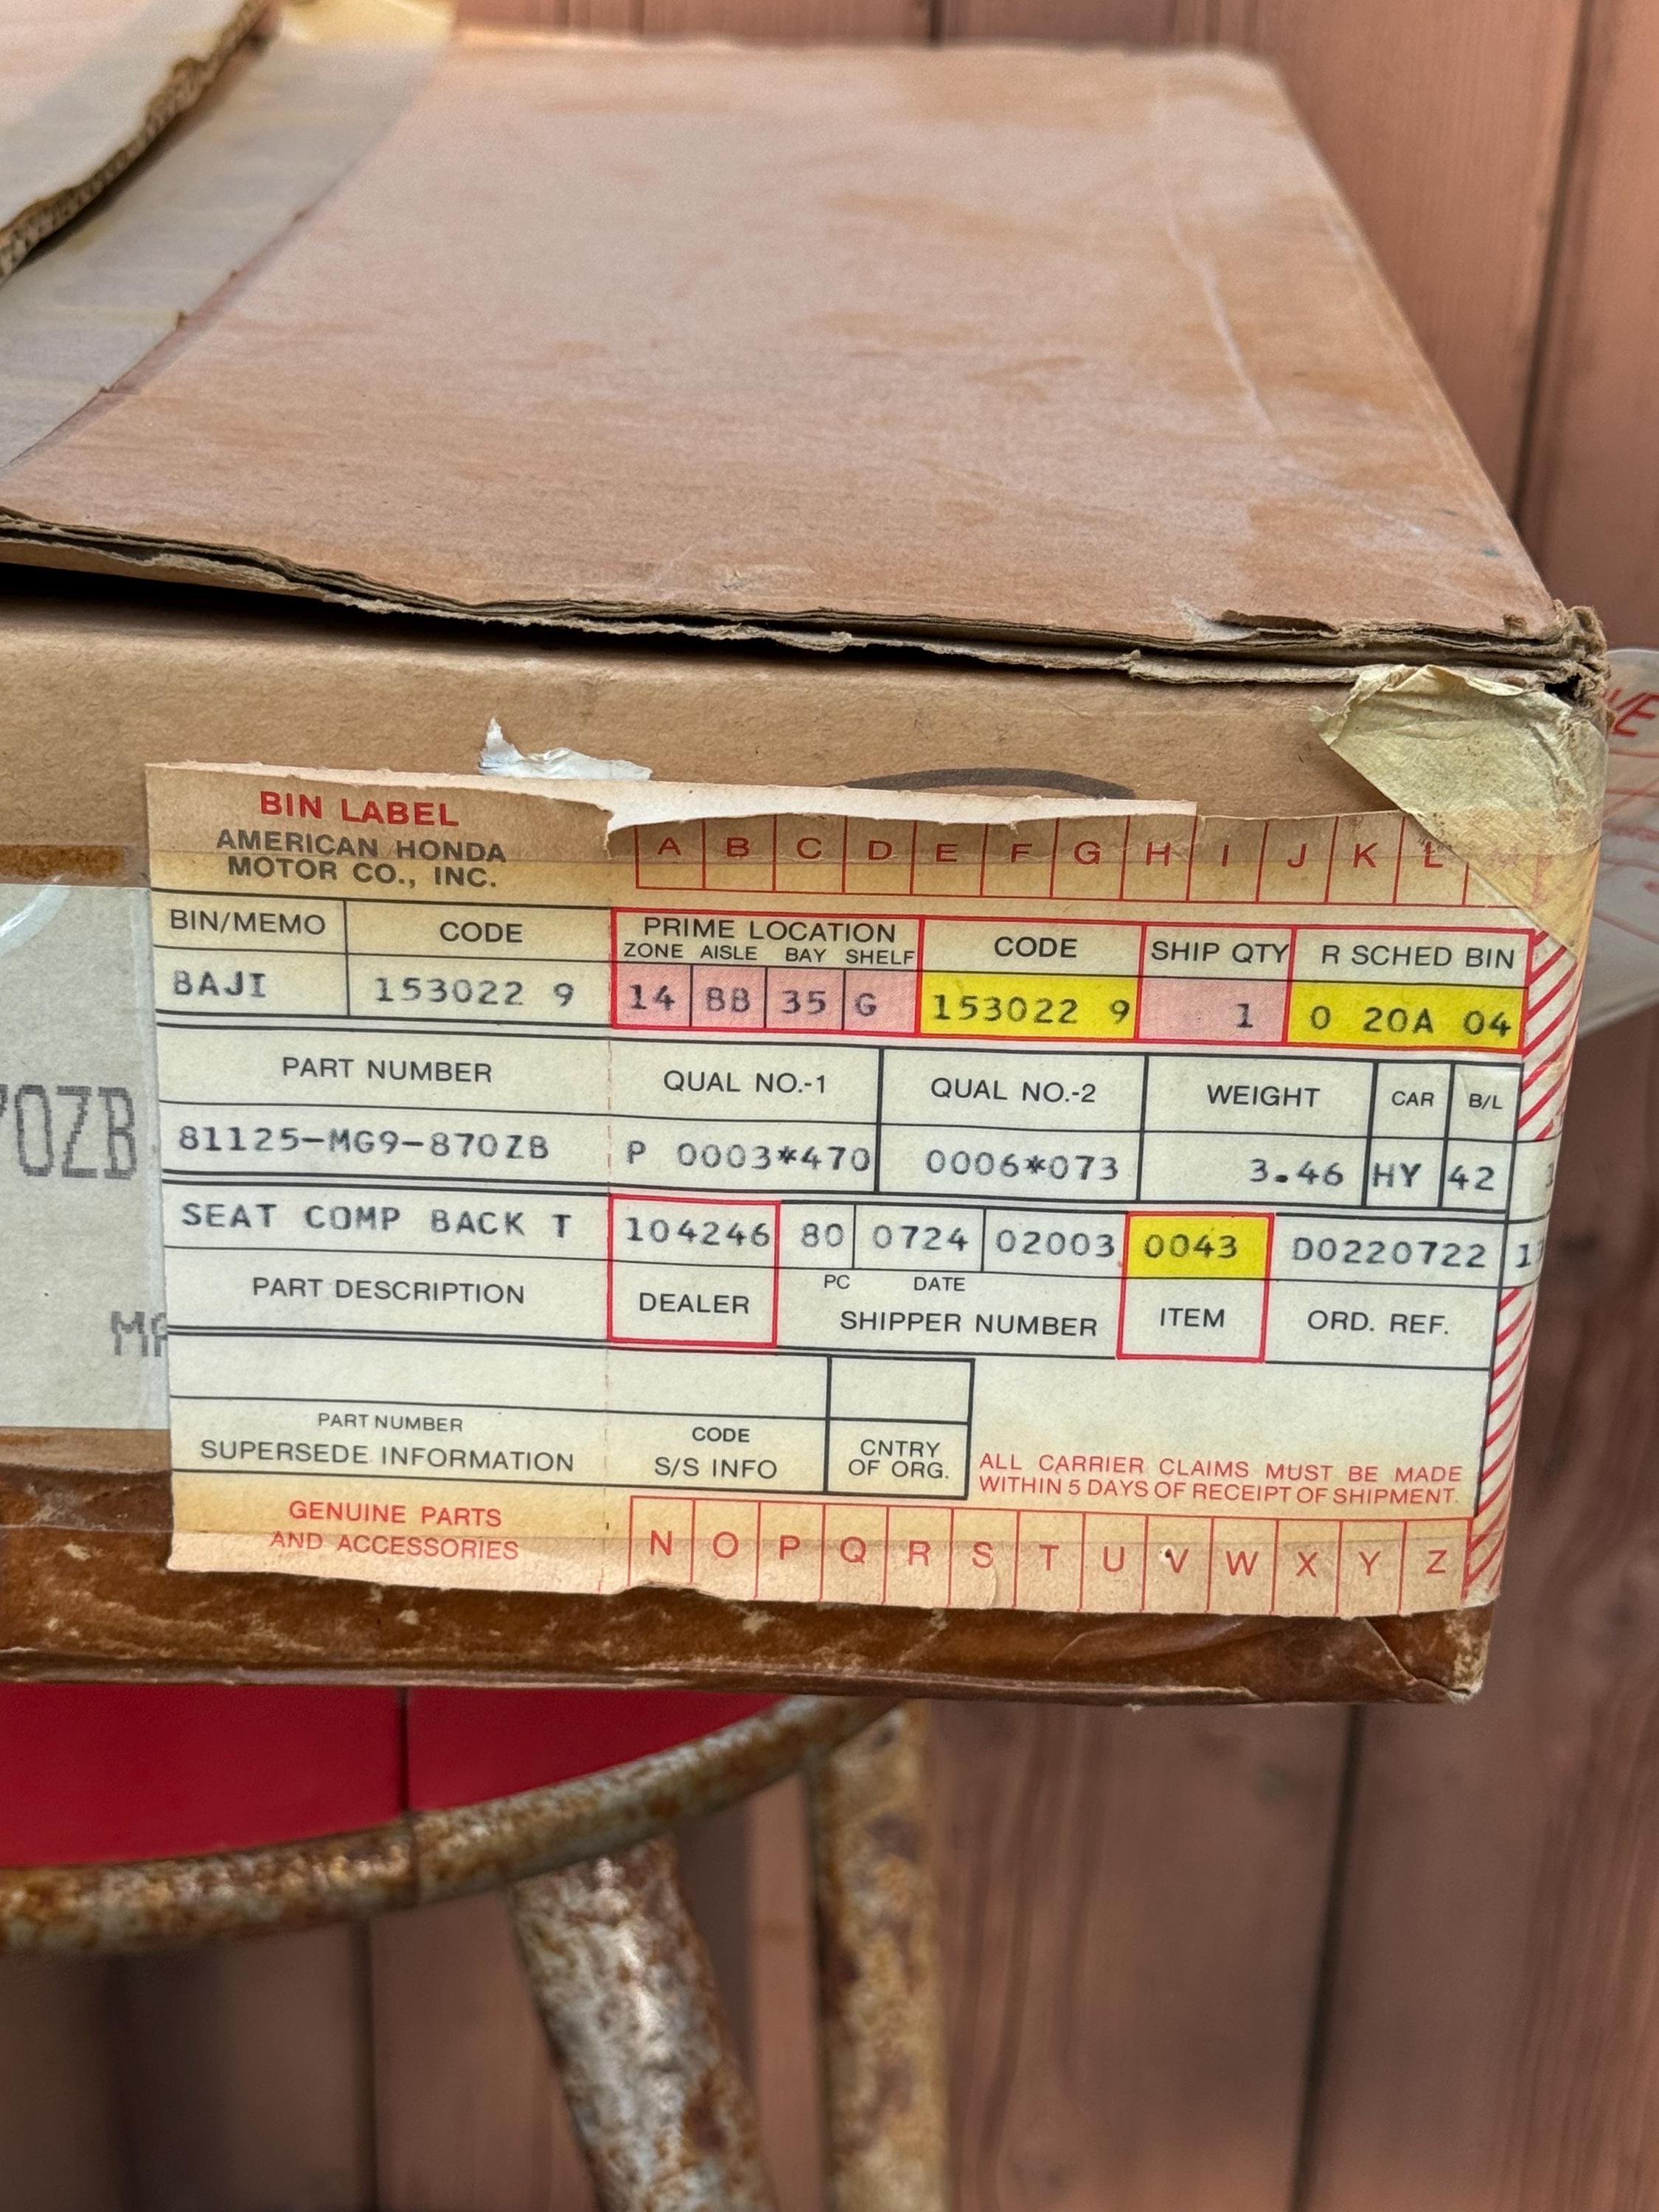 BIN LABEL
AMERICAN HONDA
MOTOR CO., INC.
A B C D E F G H I J K L
BIN/MEMO CODE PRIME LOCATION CODE SHIP QTY R SCHED BIN
ZONE AISLE BAY SHELF
BAJI 153022 9 14 BB 35 G 153022 9 1 0 20A 04
PART NUMBER QUAL NO.-1 QUAL NO.-2 WEIGHT CAR B/L
81125-MG9-870ZB P 0003*470 0006*073 3.46 HY 42
SEAT COMP BACK T 104246 80 0724 02003 0043 D0220722
PART DESCRIPTION DEALER PC DATE ITEM ORD. REF.
SHIPPER NUMBER
PART NUMBER CODE CNTRY
SUPERSEDE INFORMATION S/S INFO OF ORG.
ALL CARRIER CLAIMS MUST BE MADE
WITHIN 5 DAYS OF RECEIPT OF SHIPMENT.
GENUINE PARTS
AND ACCESSORIES
N O P Q R S T U V W X Y Z
70ZB